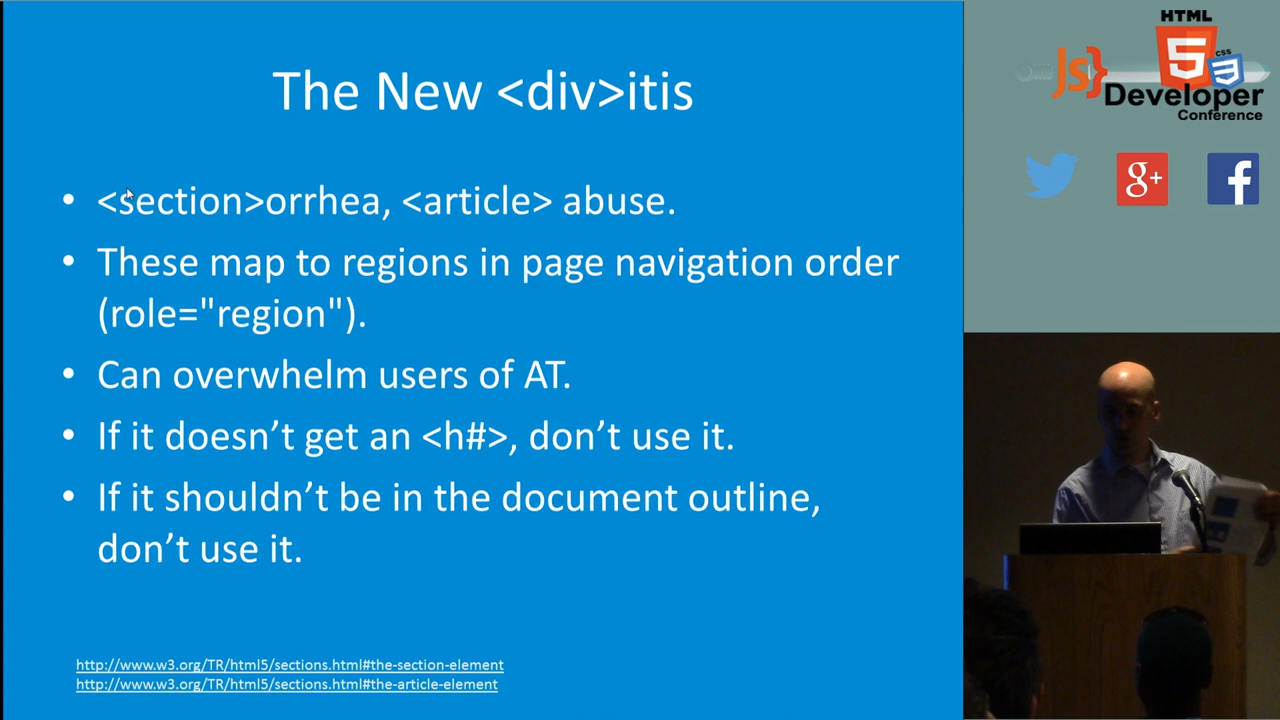 The New <div>itis
• <section>orrhea, <article> abuse.
• These map to regions in page navigation order
(role="region").
• Can overwhelm users of AT.
• If it doesn’t get an <h#>, don’t use it.
• If it shouldn’t be in the document outline,
don’t use it.
http://www.w3.org/TR/html5/sections.html#the-section-element
http://www.w3.org/TR/html5/sections.html#the-article-element
HTML
5
css
3
JS}
Developer
Conference
g+
f